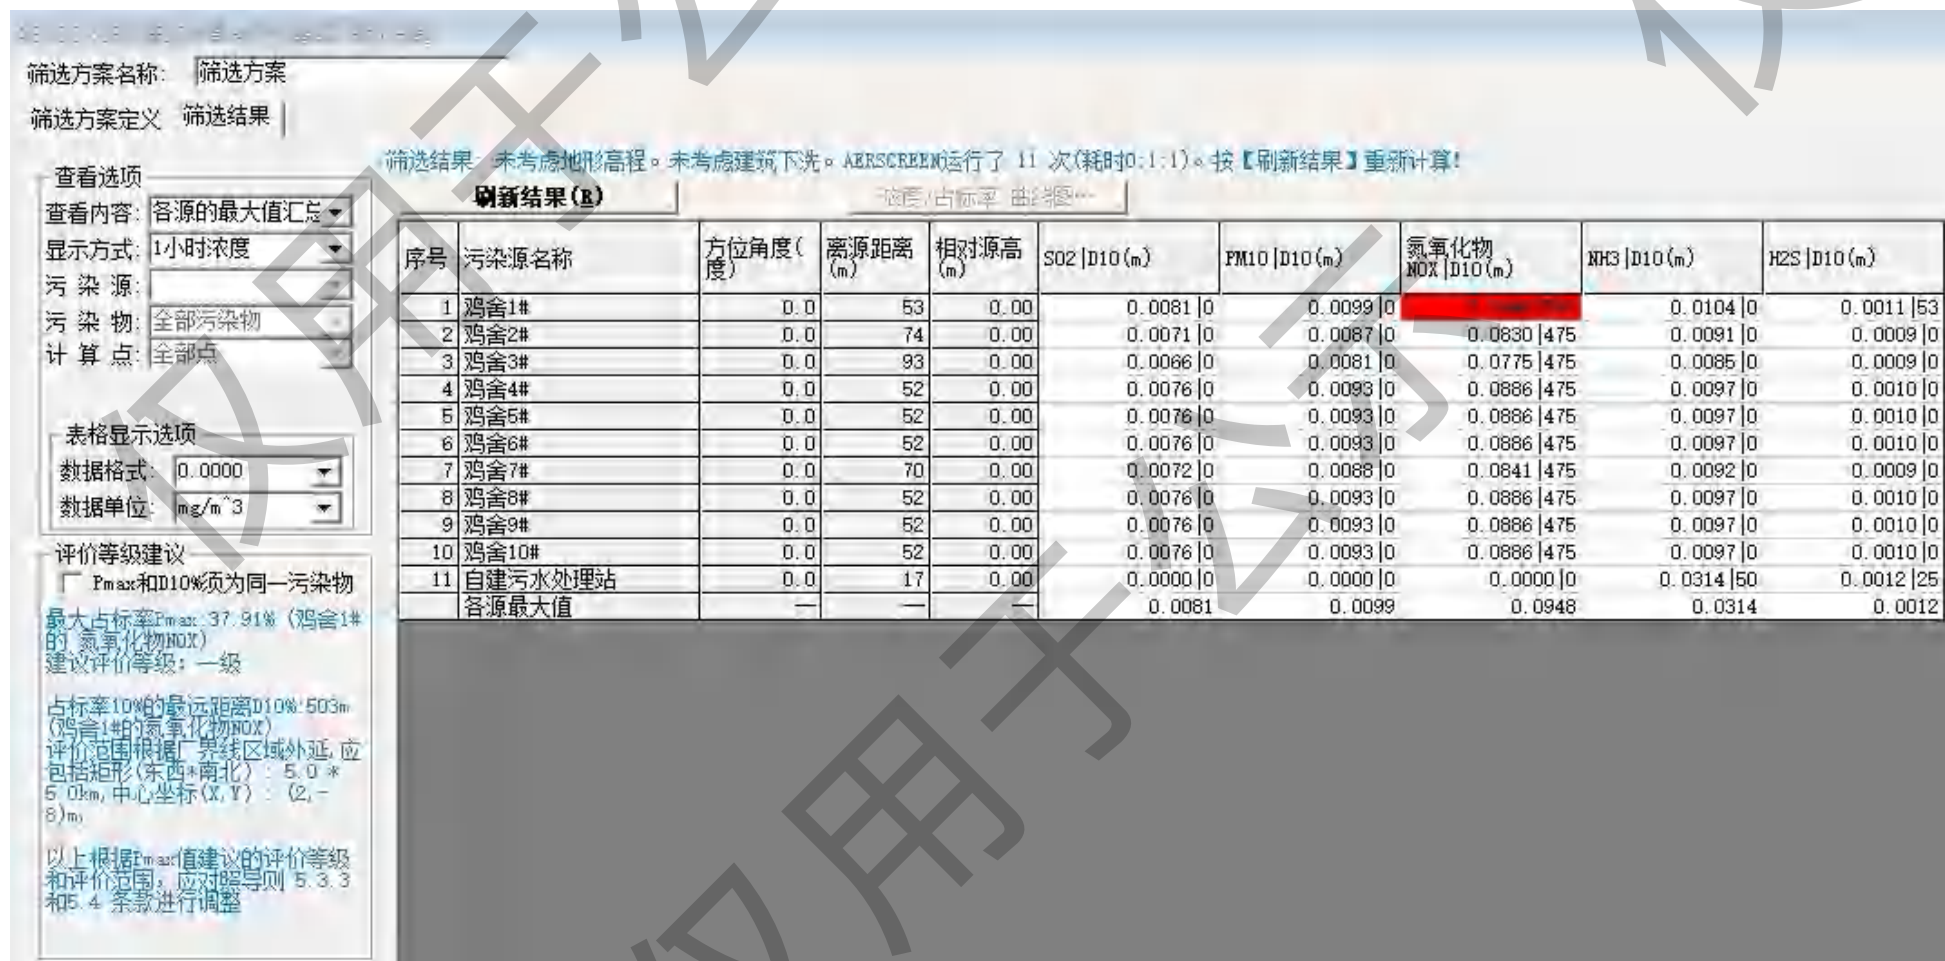 筛选方案名称: 筛选方案
筛选方案定义 筛选结果
筛选结果: 未考虑地形高程。未考虑建筑下洗。AERSCREEN运行了 11 次(耗时0:1:1)。按【刷新结果】重新计算!
刷新结果(R) 浓度/占标率 曲线图…
查看选项
查看内容: 各源的最大值汇总
显示方式: 1小时浓度
污 染 源:
污 染 物: 全部污染物
计 算 点: 全部点
表格显示选项
数据格式: 0.0000
数据单位: mg/m^3
评价等级建议
Pmax和D10%须为同一污染物
最大占标率Pmax:37.91% (鸡舍1#
的 氮氧化物NOX)
建议评价等级: 一级
占标率10%的最远距离D10%:503m
(鸡舍1#的氮氧化物NOX)
评价范围根据厂界线区域外延,应
包括矩形(东西*南北): 5.0 *
5.0km,中心坐标(X,Y): (2,-
8)m。
以上根据Pmax值建议的评价等级
和评价范围, 应对照导则 5.3.3
和5.4 条款进行调整
序号 污染源名称 方位角度(度) 离源距离(m) 相对源高(m) SO2|D10(m) PM10|D10(m) 氮氧化物NOX|D10(m) NH3|D10(m) H2S|D10(m)
1 鸡舍1# 0.0 53 0.00 0.0081|0 0.0099|0 0.0104|0 0.0011|53
2 鸡舍2# 0.0 74 0.00 0.0071|0 0.0087|0 0.0830|475 0.0091|0 0.0009|0
3 鸡舍3# 0.0 93 0.00 0.0066|0 0.0081|0 0.0775|475 0.0085|0 0.0009|0
4 鸡舍4# 0.0 52 0.00 0.0076|0 0.0093|0 0.0886|475 0.0097|0 0.0010|0
5 鸡舍5# 0.0 52 0.00 0.0076|0 0.0093|0 0.0886|475 0.0097|0 0.0010|0
6 鸡舍6# 0.0 52 0.00 0.0076|0 0.0093|0 0.0886|475 0.0097|0 0.0010|0
7 鸡舍7# 0.0 70 0.00 0.0072|0 0.0088|0 0.0841|475 0.0092|0 0.0009|0
8 鸡舍8# 0.0 52 0.00 0.0076|0 0.0093|0 0.0886|475 0.0097|0 0.0010|0
9 鸡舍9# 0.0 52 0.00 0.0076|0 0.0093|0 0.0886|475 0.0097|0 0.0010|0
10 鸡舍10# 0.0 52 0.00 0.0076|0 0.0093|0 0.0886|475 0.0097|0 0.0010|0
11 自建污水处理站 0.0 17 0.00 0.0000|0 0.0000|0 0.0000|0 0.0314|50 0.0012|25
各源最大值 — — — 0.0081 0.0099 0.0948 0.0314 0.0012
仅用于公示
仅用于公
仅